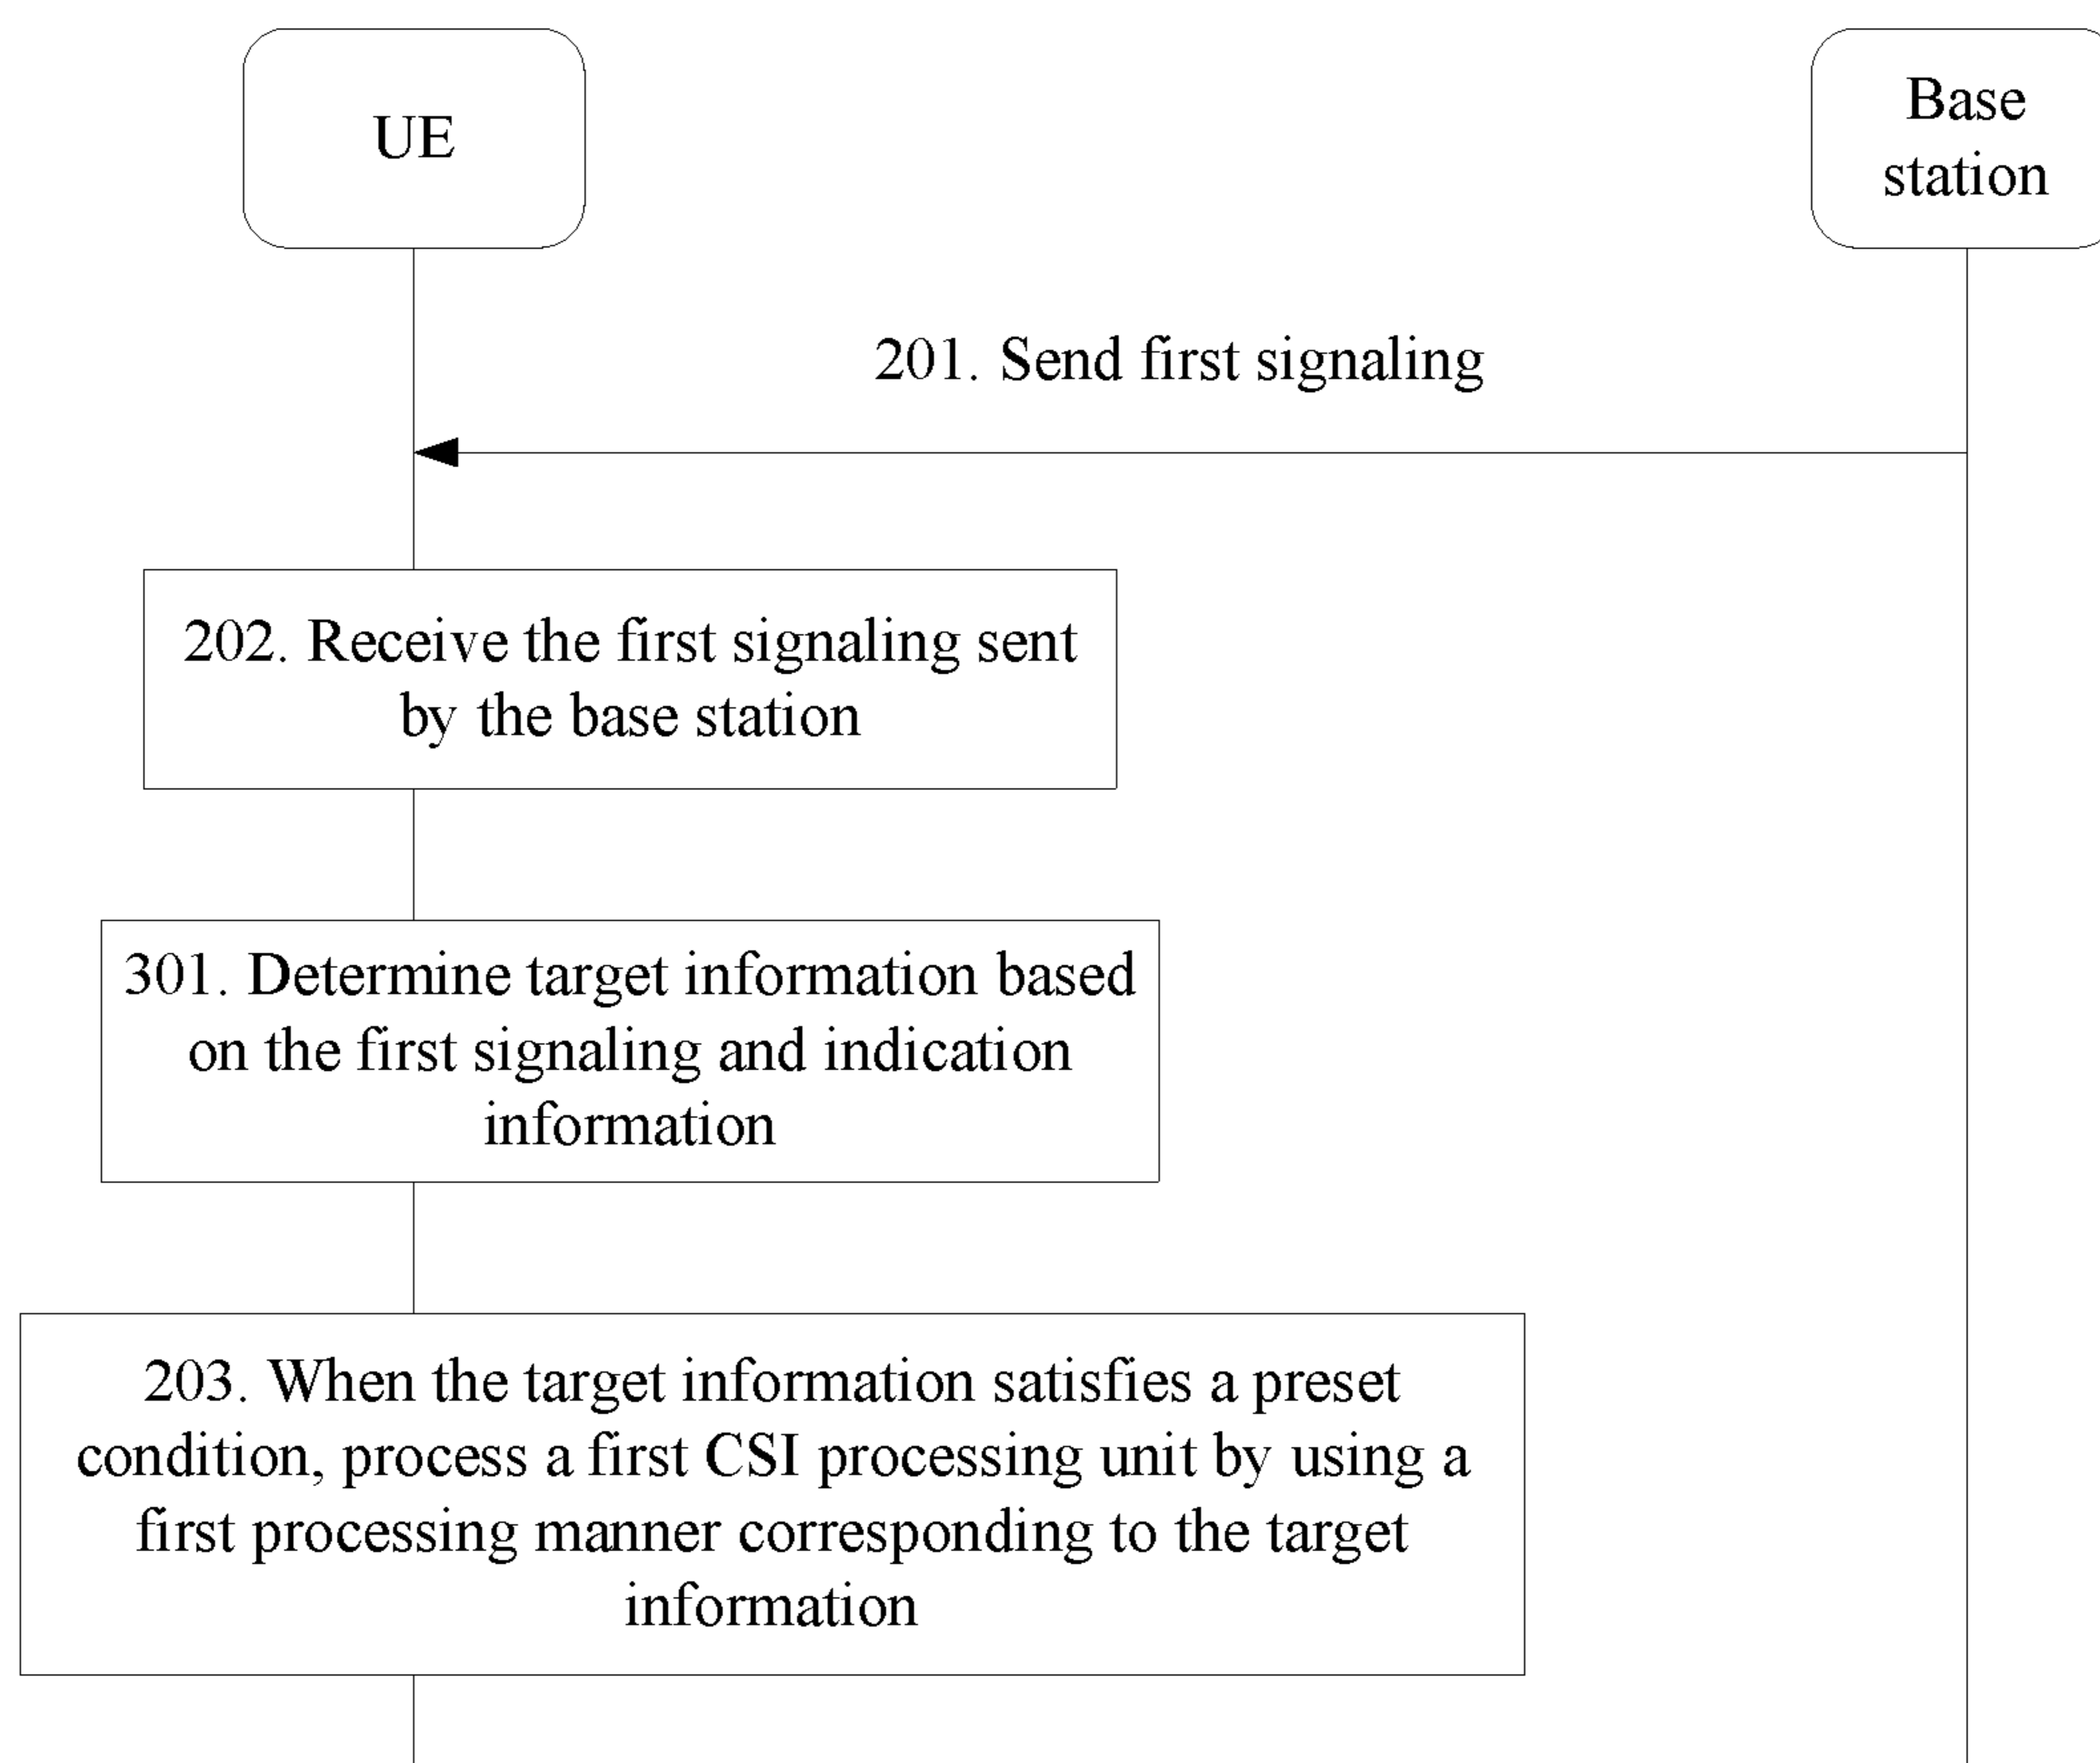 UE
Base
station
201. Send first signaling
202. Receive the first signaling sent
by the base station
301. Determine target information based
on the first signaling and indication
information
203. When the target information satisfies a preset
condition, process a first CSI processing unit by using a
first processing manner corresponding to the target
information